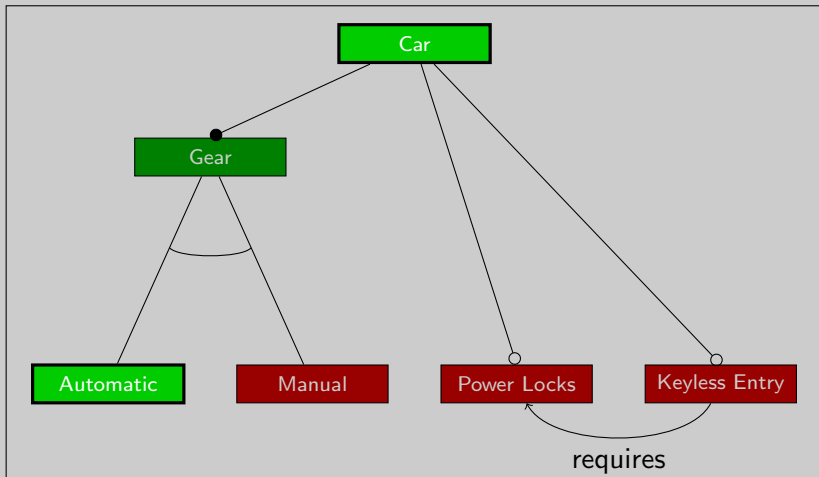 Car
Gear
Automatic
Manual
Power Locks
Keyless Entry
requires